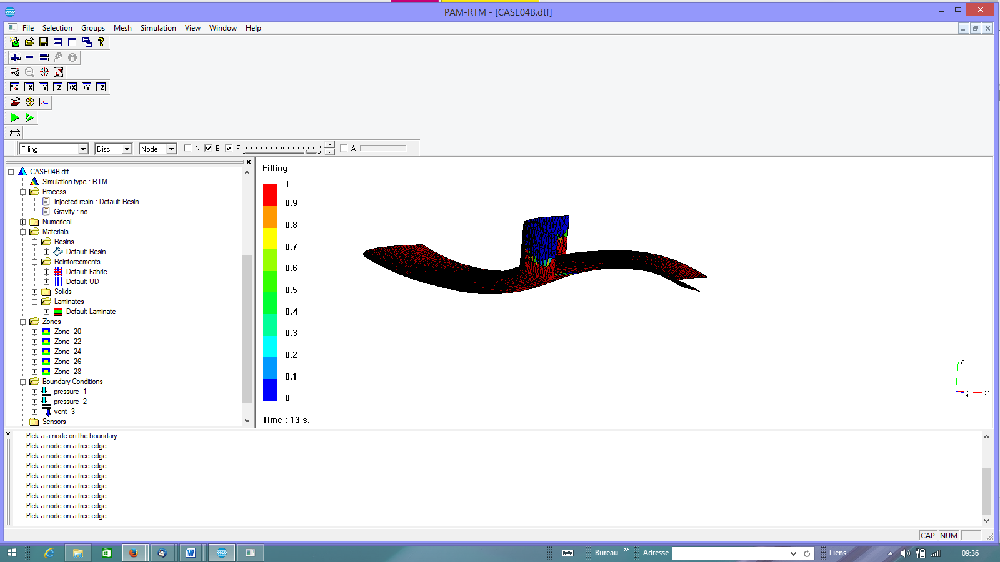 PAM-RTM - [CASE04B.dtf]
File Selection Groups Mesh Simulation View Window Help
Filling Disc Node N E F A
CASE04B.dtf
Simulation type : RTM
Process
Injected resin : Default Resin
Gravity : no
Numerical
Materials
Resins
Default Resin
Reinforcements
Default Fabric
Default UD
Solids
Laminates
Default Laminate
Zones
Zone_20
Zone_22
Zone_24
Zone_26
Zone_28
Boundary Conditions
pressure_1
pressure_2
vent_3
Sensors
Filling
1
0.9
0.8
0.7
0.6
0.5
0.4
0.3
0.2
0.1
0
Time : 13 s.
Y
X
Pick a a node on the boundary
Pick a node on a free edge
Pick a node on a free edge
Pick a node on a free edge
Pick a node on a free edge
Pick a node on a free edge
Pick a node on a free edge
Pick a node on a free edge
Pick a node on a free edge
CAP NUM
Bureau » Adresse Liens 09:36